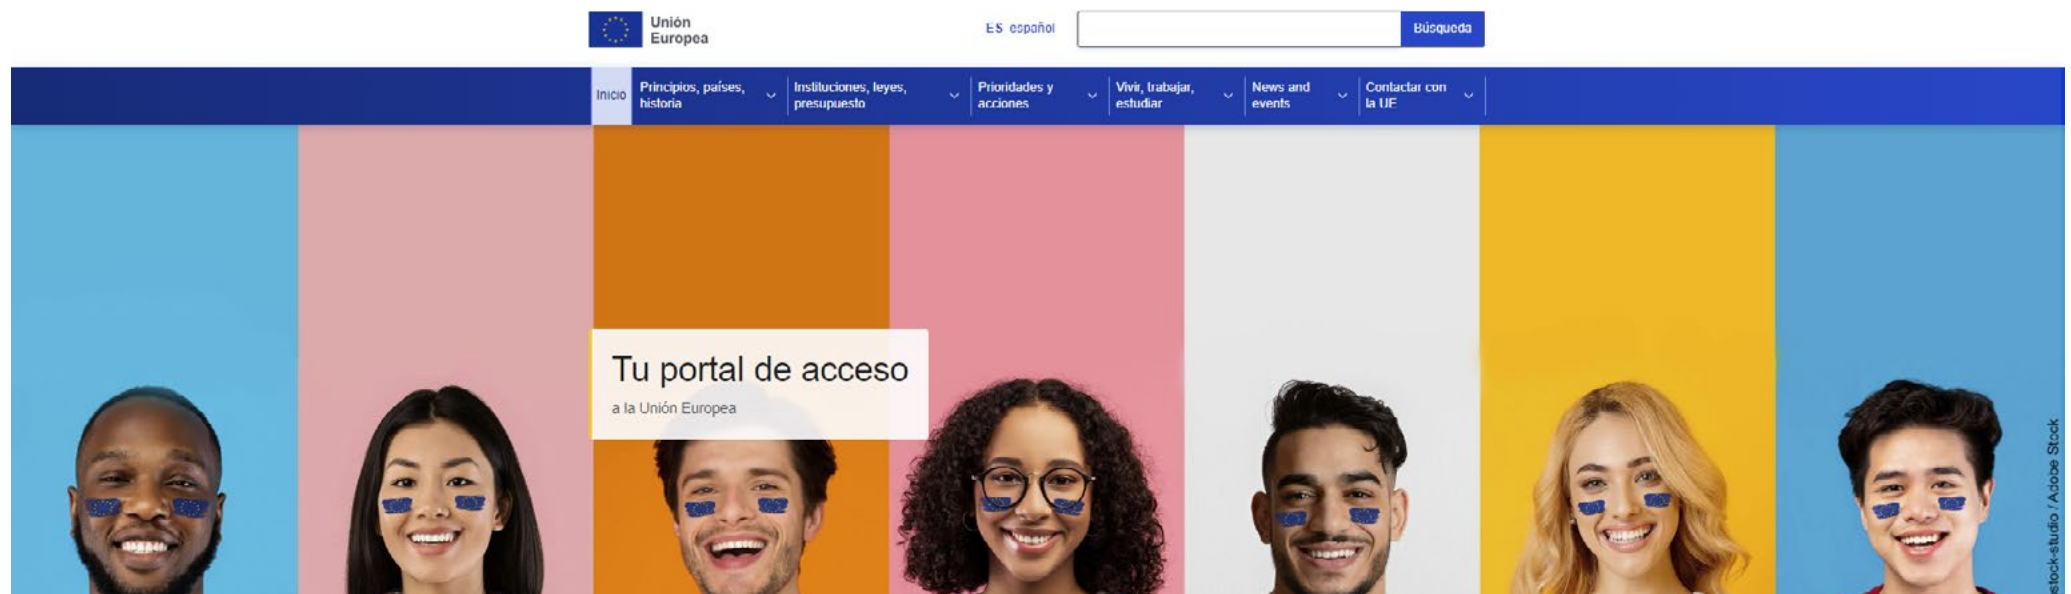 Unión
Europea
ES español
Búsqueda
Inicio
Principios, países,
historia
Instituciones, leyes,
presupuesto
Prioridades y
acciones
Vivir, trabajar,
estudiar
News and
events
Contactar con
la UE
Tu portal de acceso
a la Unión Europea
stock-studio / Adobe Stock